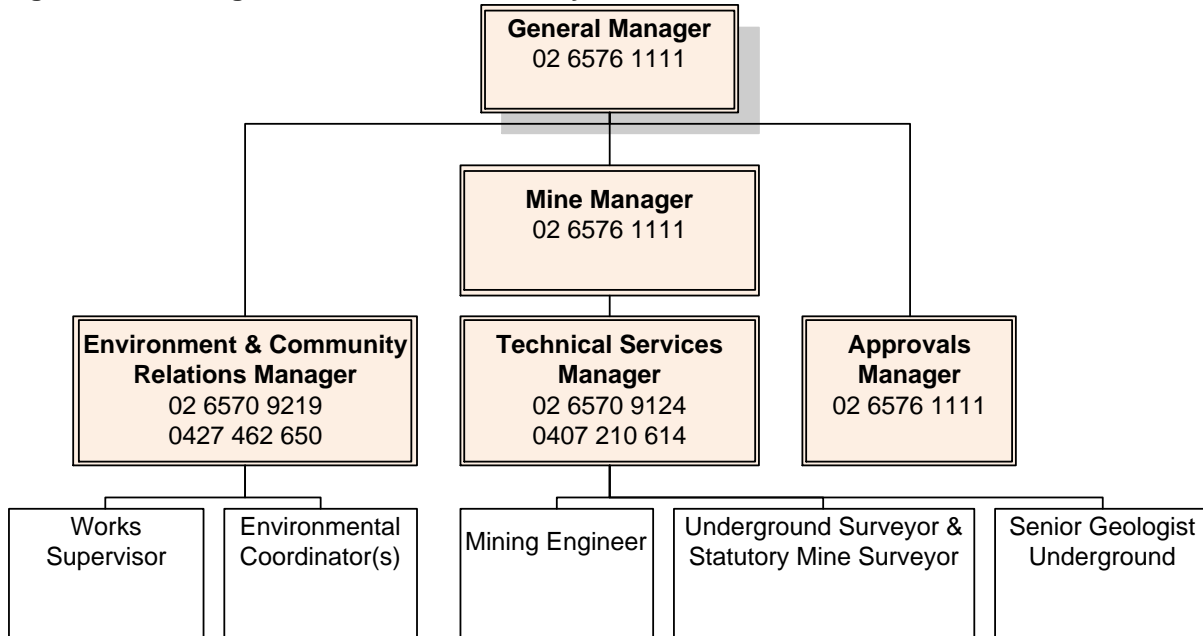 General Manager
02 6576 1111
Mine Manager
02 6576 1111
Environment & Community
Relations Manager
02 6570 9219
0427 462 650
Technical Services
Manager
02 6570 9124
0407 210 614
Approvals
Manager
02 6576 1111
Works
Supervisor
Environmental
Coordinator(s)
Mining Engineer
Underground Surveyor &
Statutory Mine Surveyor
Senior Geologist
Underground